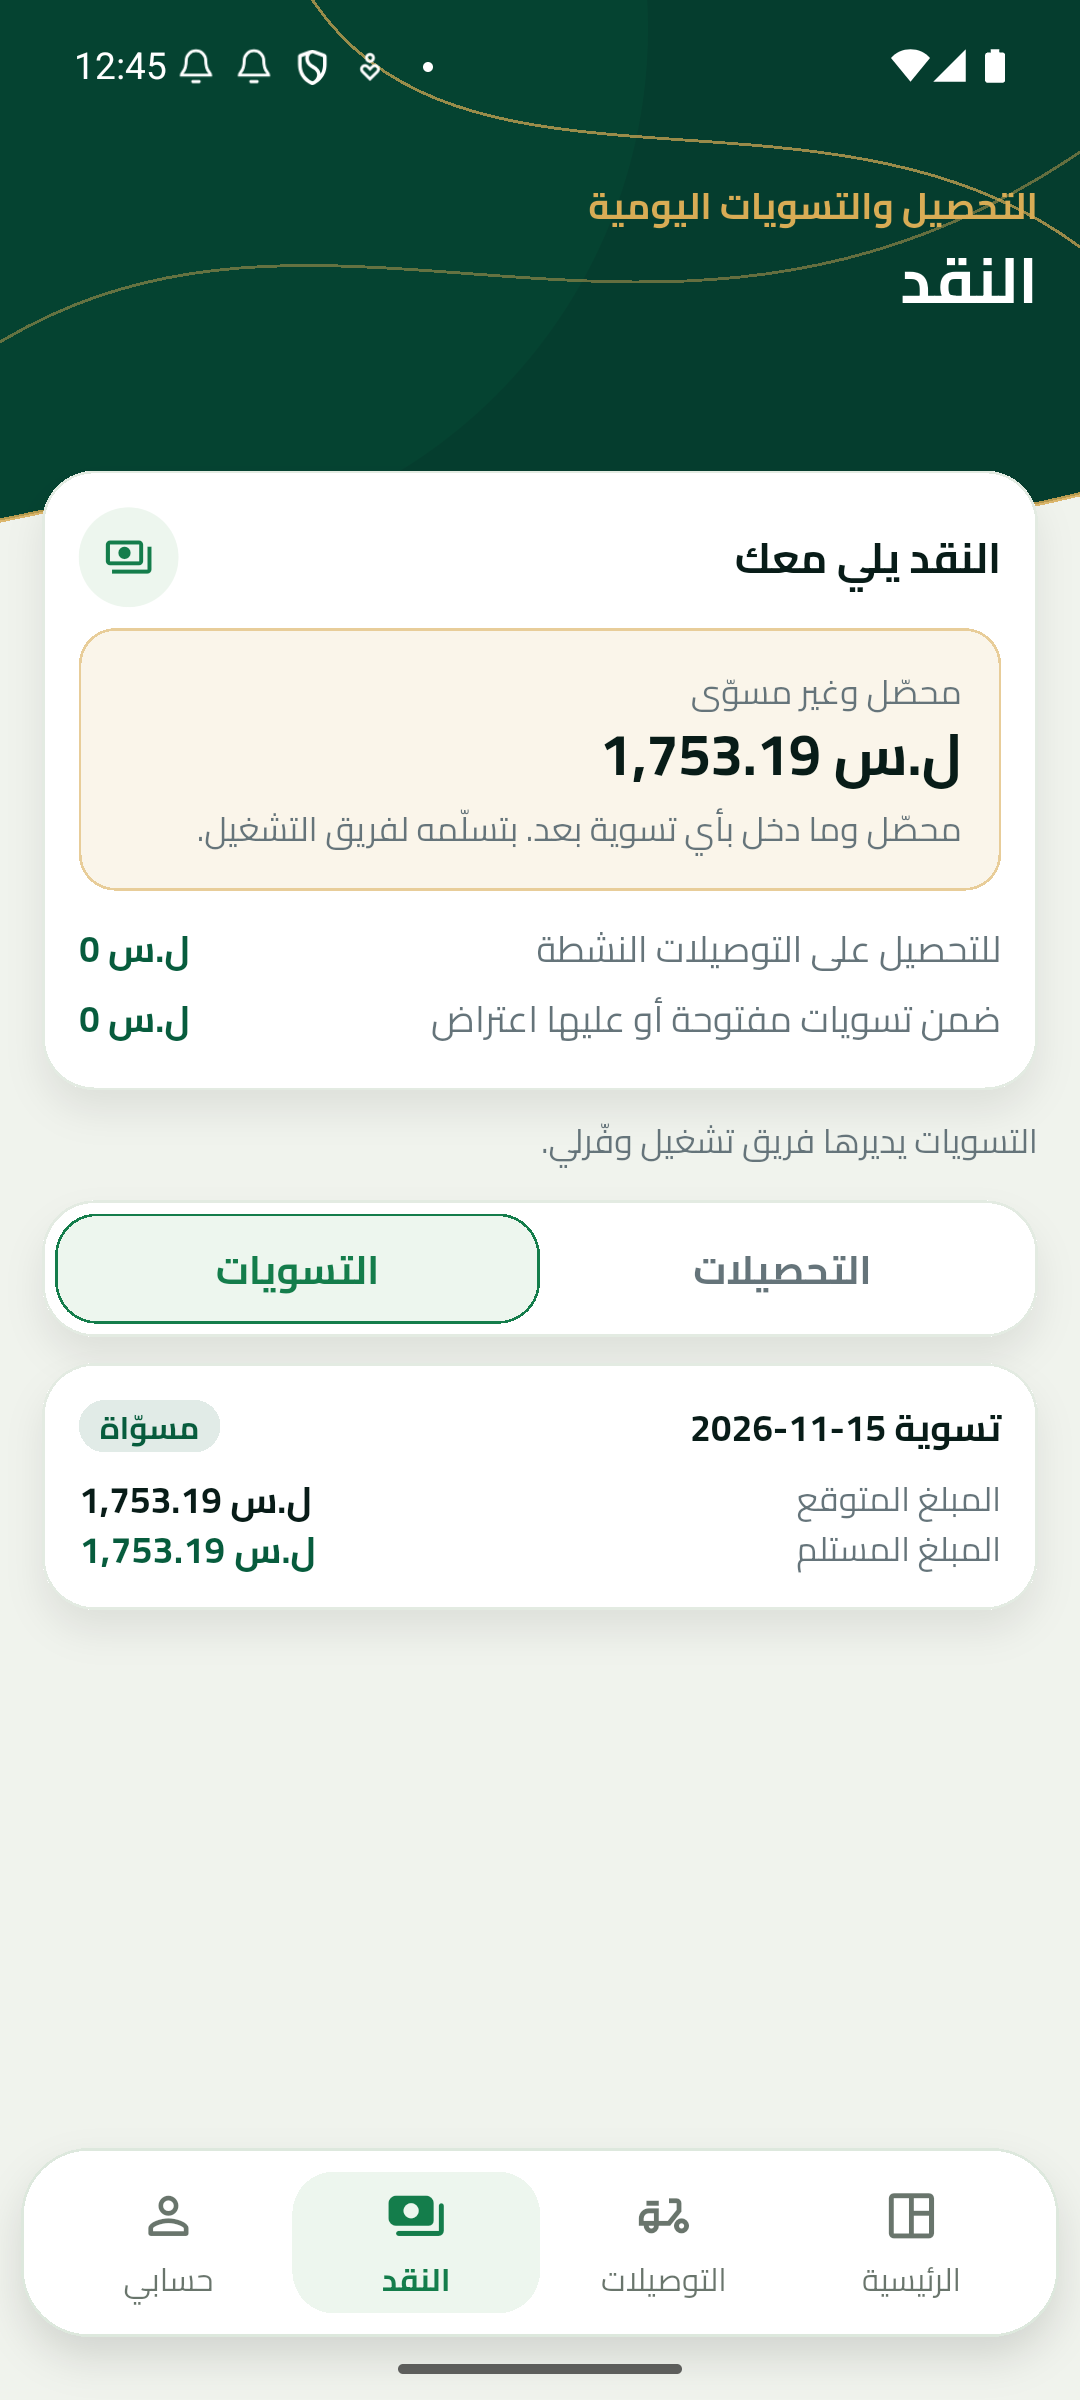 12:45
التحصيل والتسويات اليومية
النقد
النقد يلي معك
محصّل وغير مسوّى
ل.س 1,753.19
محصّل وما دخل بأي تسوية بعد. بتسلّمه لفريق التشغيل.
للتحصيل على التوصيلات النشطة
ل.س 0
ضمن تسويات مفتوحة أو عليها اعتراض
ل.س 0
التسويات يديرها فريق تشغيل وفّرلي.
التحصيلات
التسويات
تسوية 15-11-2026
مسوّاة
المبلغ المتوقع
ل.س 1,753.19
المبلغ المستلم
ل.س 1,753.19
الرئيسية
التوصيلات
النقد
حسابي